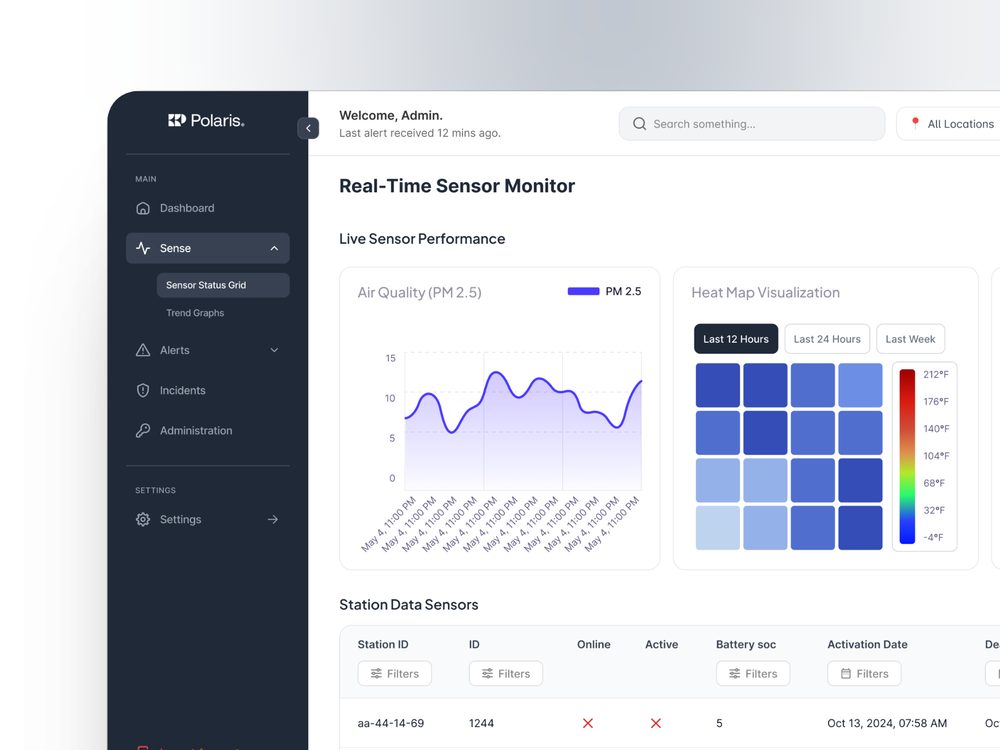 Polaris.
Welcome, Admin.
Last alert received 12 mins ago.
Search something...
All Locations
MAIN
Dashboard
Sense
Sensor Status Grid
Trend Graphs
Alerts
Incidents
Administration
SETTINGS
Settings
Real-Time Sensor Monitor
Live Sensor Performance
Air Quality (PM 2.5)
PM 2.5
15
10
5
0
May 4, 11:00 PM
May 4, 11:00 PM
May 4, 11:00 PM
May 4, 11:00 PM
May 4, 11:00 PM
May 4, 11:00 PM
May 4, 11:00 PM
May 4, 11:00 PM
May 4, 11:00 PM
May 4, 11:00 PM
May 4, 11:00 PM
May 4, 11:00 PM
Heat Map Visualization
Last 12 Hours
Last 24 Hours
Last Week
212°F
176°F
140°F
104°F
68°F
32°F
-4°F
Station Data Sensors
Station ID ID Online Active Battery soc Activation Date De
Filters Filters Filters Filters
aa-44-14-69 1244 5 Oct 13, 2024, 07:58 AM Oc